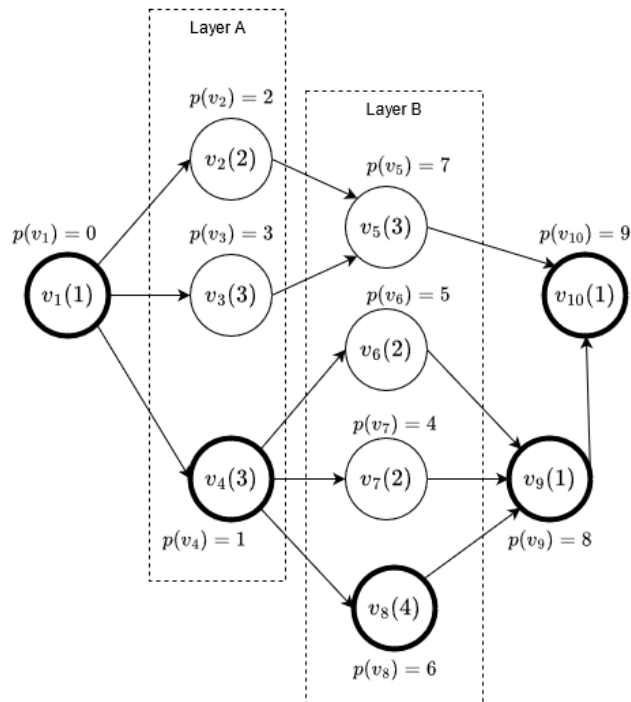 Layer A
p(v₂) = 2
Layer B
v₂(2)
p(v₅) = 7
p(v₁) = 0
p(v₃) = 3
v₅(3)
p(v₁₀) = 9
v₁(1)
v₃(3)
p(v₆) = 5
v₁₀(1)
v₆(2)
p(v₇) = 4
v₄(3)
v₇(2)
v₉(1)
p(v₄) = 1
p(v₉) = 8
v₈(4)
p(v₈) = 6